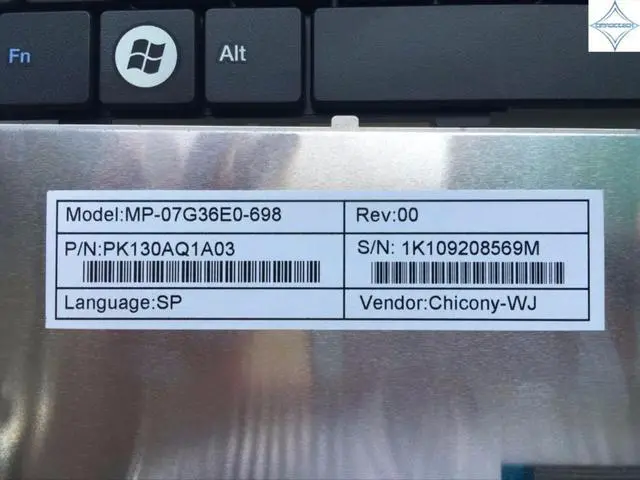 Fn Alt
Model:MP-07G36E0-698 Rev:00
P/N:PK130AQ1A03 S/N: 1K109208569M
Language:SP Vendor:Chicony-WJ